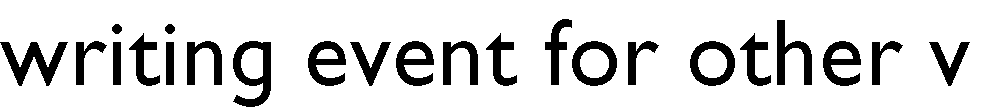 writing event for other v